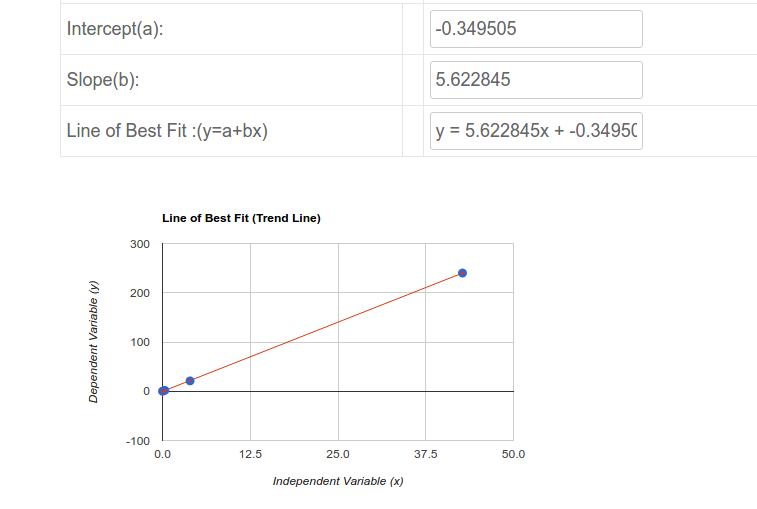 Intercept(a): -0.349505
Slope(b): 5.622845
Line of Best Fit :(y=a+bx) y = 5.622845x + -0.3495
Line of Best Fit (Trend Line)
300
200
100
0
-100
Dependent Variable (y)
0.0 12.5 25.0 37.5 50.0
Independent Variable (x)